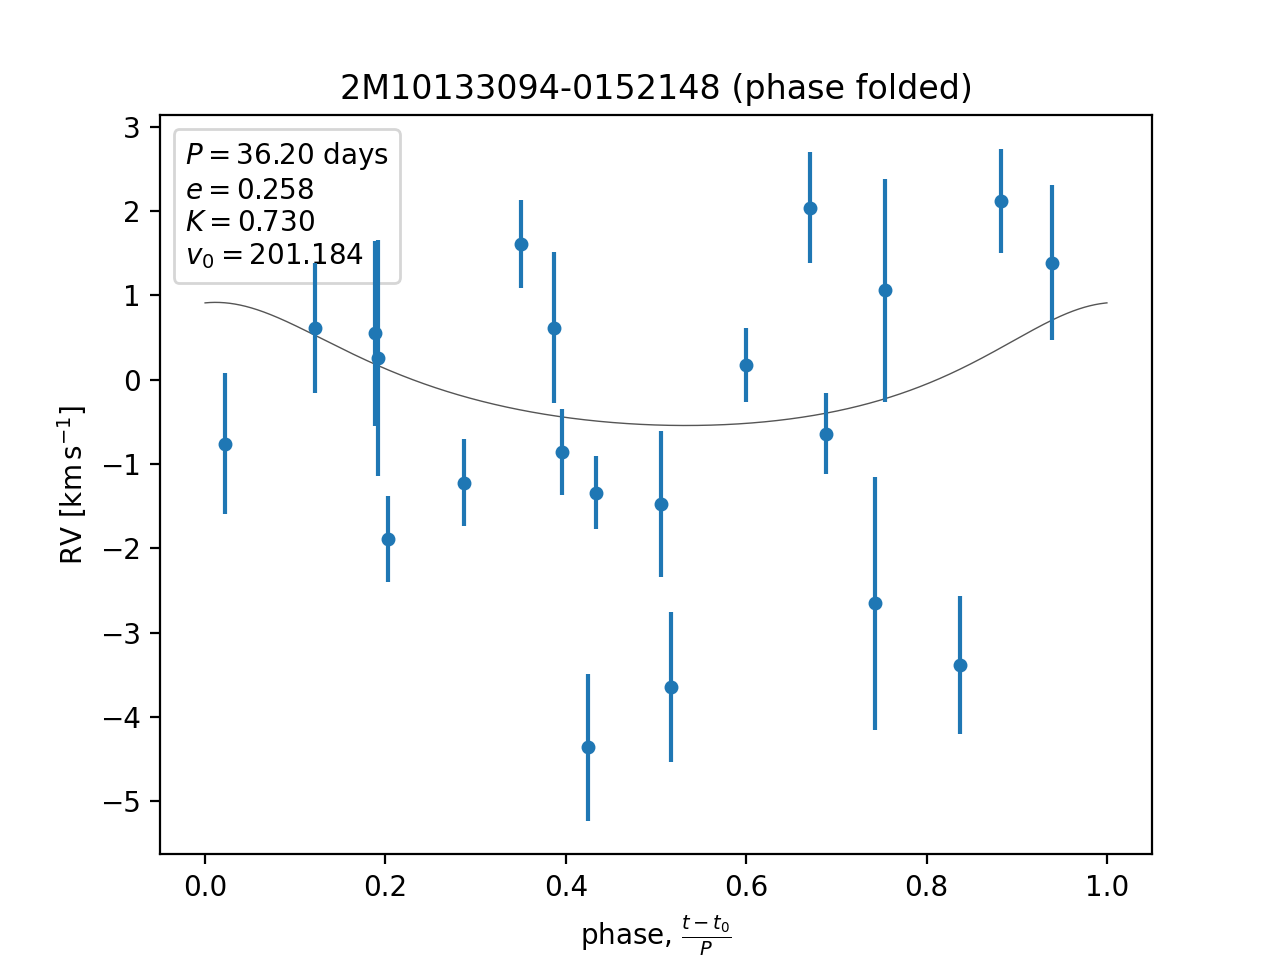 2M10133094-0152148 (phase folded)
P = 36.20 days
e = 0.258
K = 0.730
v₀ = 201.184
3
2
1
0
−1
−2
−3
−4
−5
RV [km s⁻¹]
0.0 0.2 0.4 0.6 0.8 1.0
phase, (t − t₀)/P